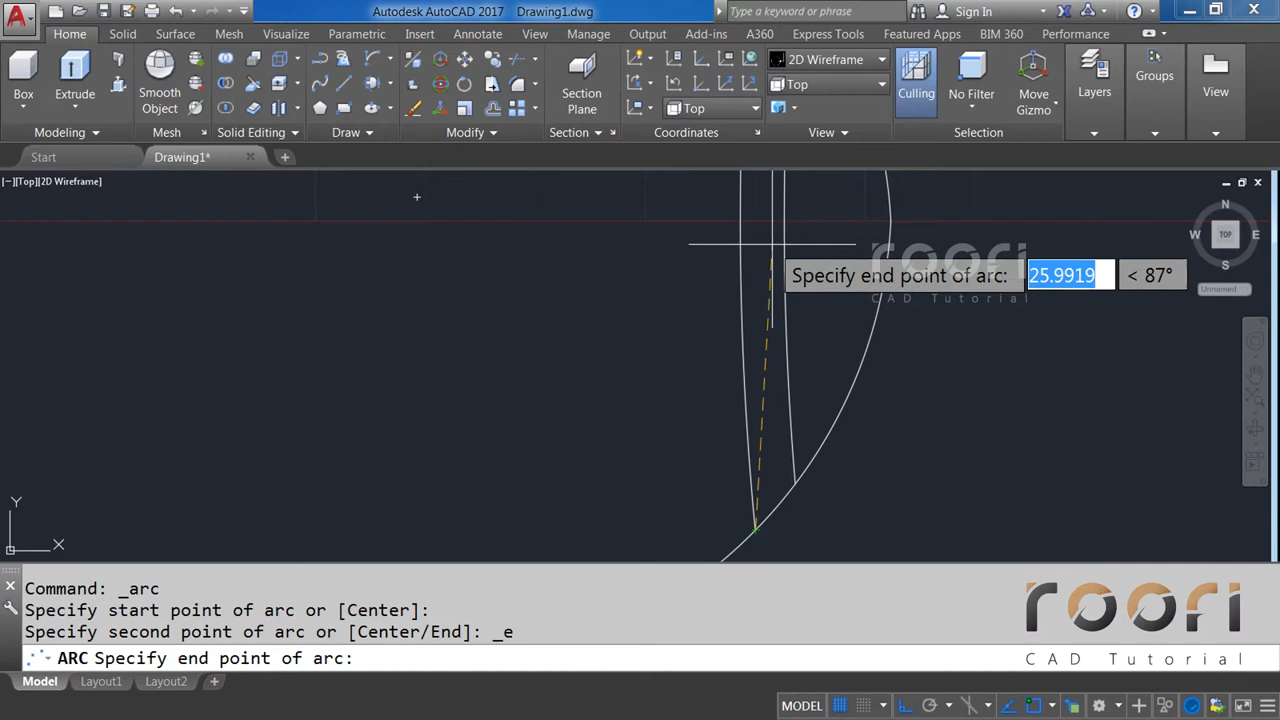 Autodesk AutoCAD 2017 Drawing1.dwg
Type a keyword or phrase
Sign In
Home Solid Surface Mesh Visualize Parametric Insert Annotate View Manage Output Add-ins A360 Express Tools Featured Apps BIM 360 Performance
Box
Extrude
Smooth
Object
Section
Plane
2D Wireframe
Top
Top
Culling
No Filter
Move
Gizmo
Layers
Groups
View
Modeling Mesh Solid Editing Draw Modify Section Coordinates View Selection
Start
Drawing1*
[−][Top][2D Wireframe]
N
W TOP E
S
Unnamed
roori
CAD Tutorial
Specify end point of arc: 25.9919 < 87°
Y
X
Command: _arc
Specify start point of arc or [Center]:
Specify second point of arc or [Center/End]: _e
ARC Specify end point of arc:
roori
CAD Tutorial
Model Layout1 Layout2
MODEL